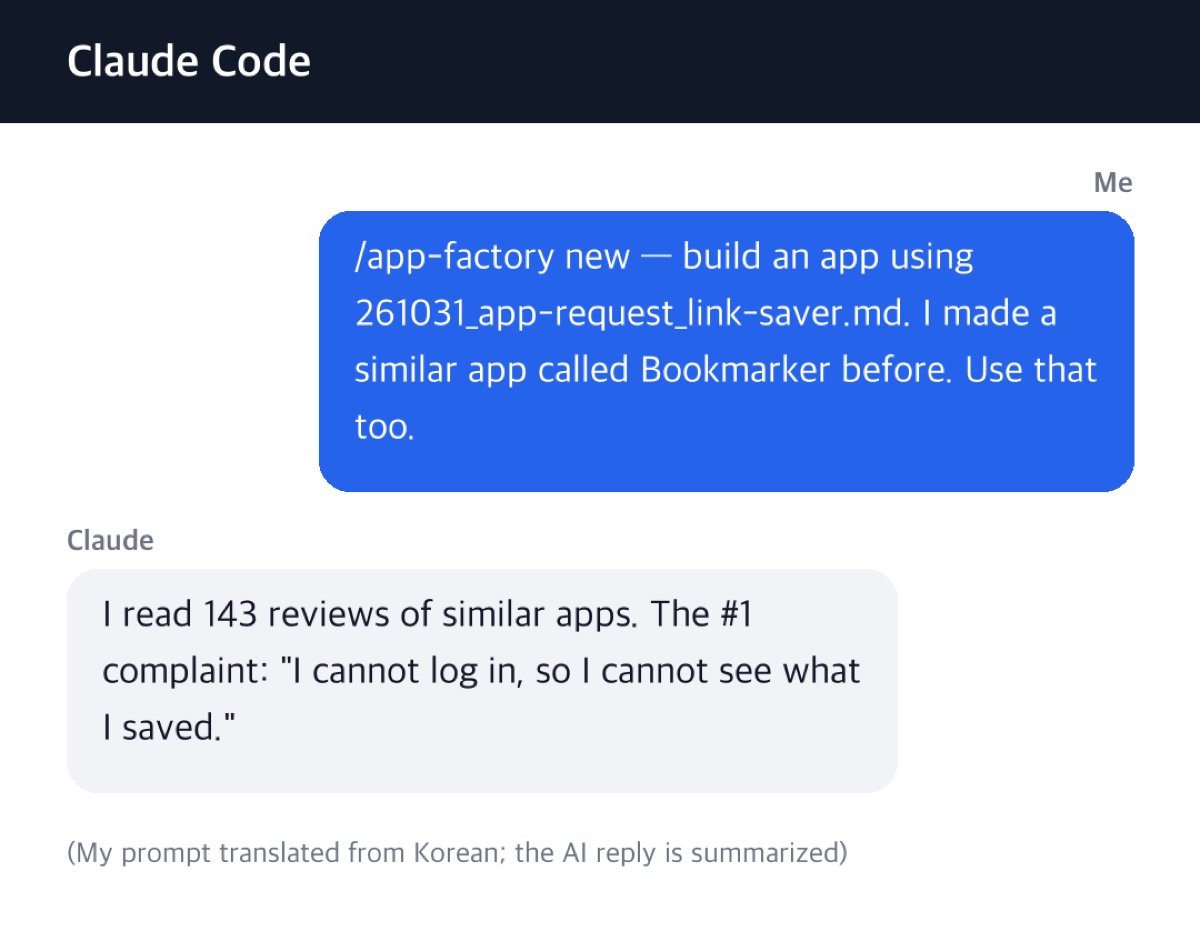 Claude Code
Me
/app-factory new — build an app using
261031_app-request_link-saver.md. I made a
similar app called Bookmarker before. Use that
too.
Claude
I read 143 reviews of similar apps. The #1
complaint: "I cannot log in, so I cannot see what
I saved."
(My prompt translated from Korean; the AI reply is summarized)